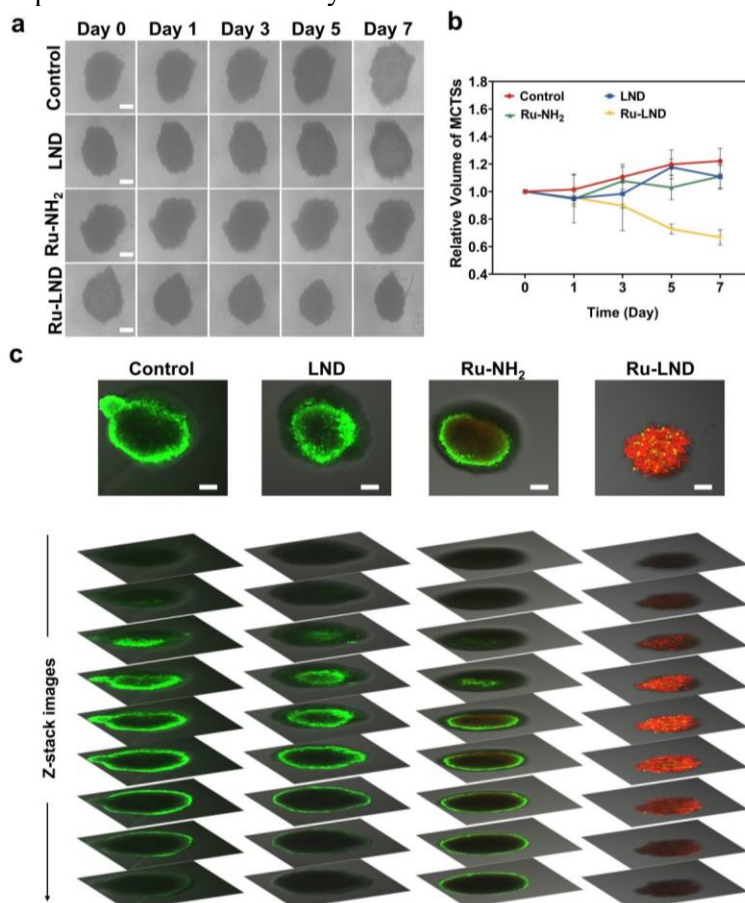 a
Day 0 Day 1 Day 3 Day 5 Day 7
Control
LND
Ru-NH₂
Ru-LND
b
Relative Volume of MCTSs
1.8
1.6
1.4
1.2
1.0
0.8
0.6
0.4
Control LND
Ru-NH₂ Ru-LND
0 1 3 5 7
Time (Day)
c
Control LND Ru-NH₂ Ru-LND
Z-stack images